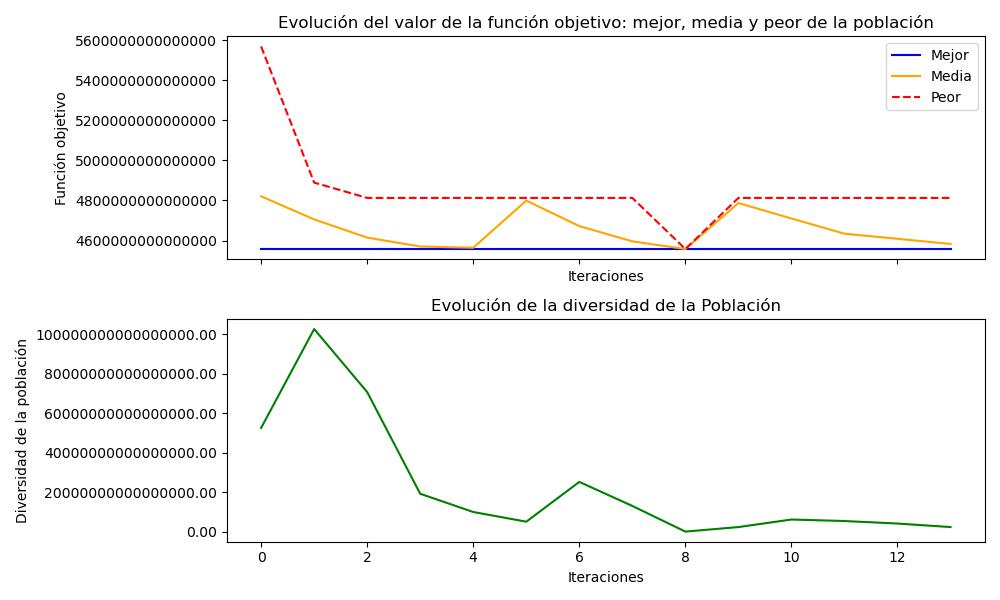 Evolución del valor de la función objetivo: mejor, media y peor de la población
Función objetivo
5600000000000000
5400000000000000
5200000000000000
5000000000000000
4800000000000000
4600000000000000
Mejor
Media
Peor
Iteraciones
Evolución de la diversidad de la Población
Diversidad de la población
100000000000000000.00
80000000000000000.00
60000000000000000.00
40000000000000000.00
20000000000000000.00
0.00
0 2 4 6 8 10 12
Iteraciones